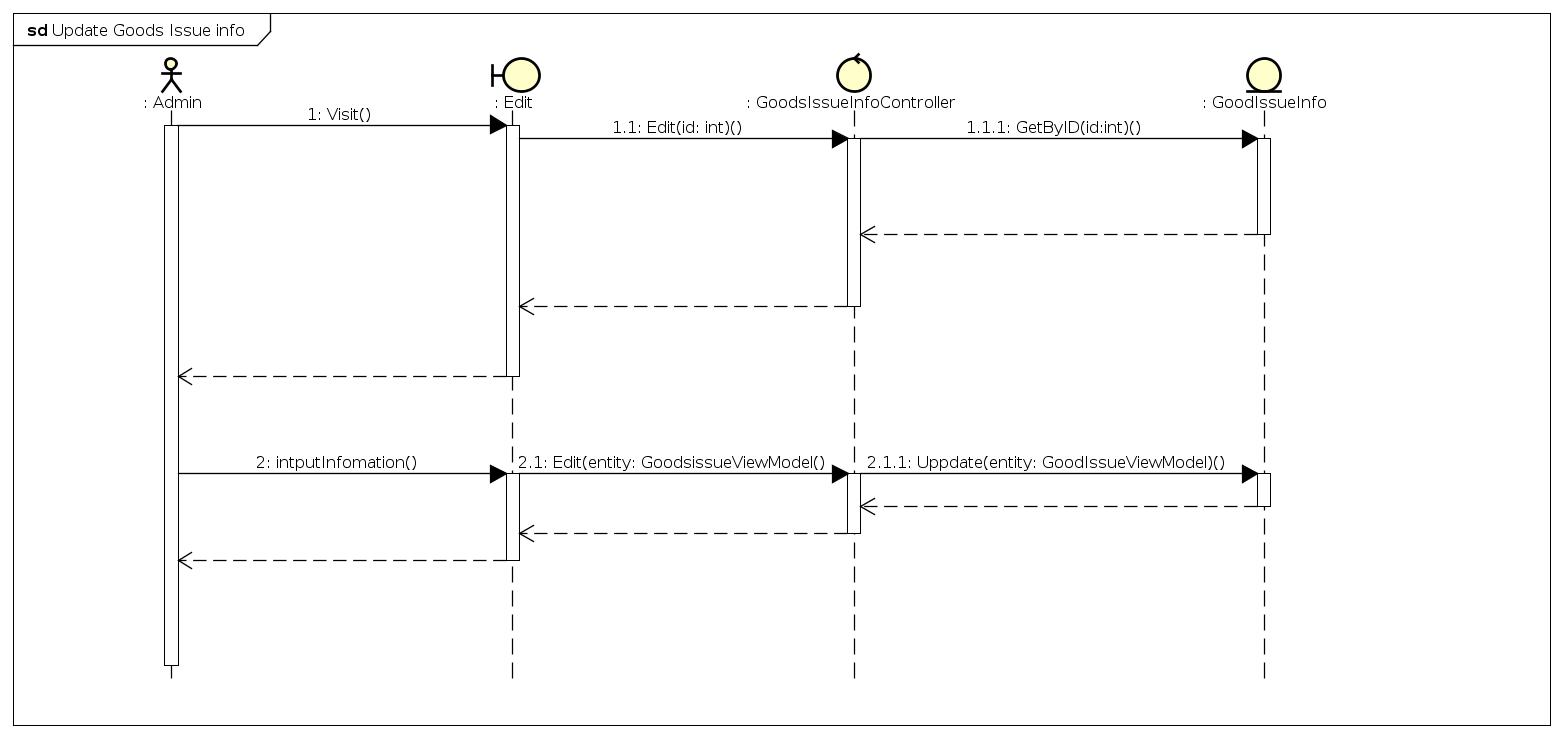 sd Update Goods Issue info
: Admin
: Edit
: GoodsIssueInfoController
: GoodIssueInfo
1: Visit()
1.1: Edit(id: int)()
1.1.1: GetByID(id:int)()
2: intputInfomation()
2.1: Edit(entity: GoodsissueViewModel()
2.1.1: Uppdate(entity: GoodIssueViewModel)()